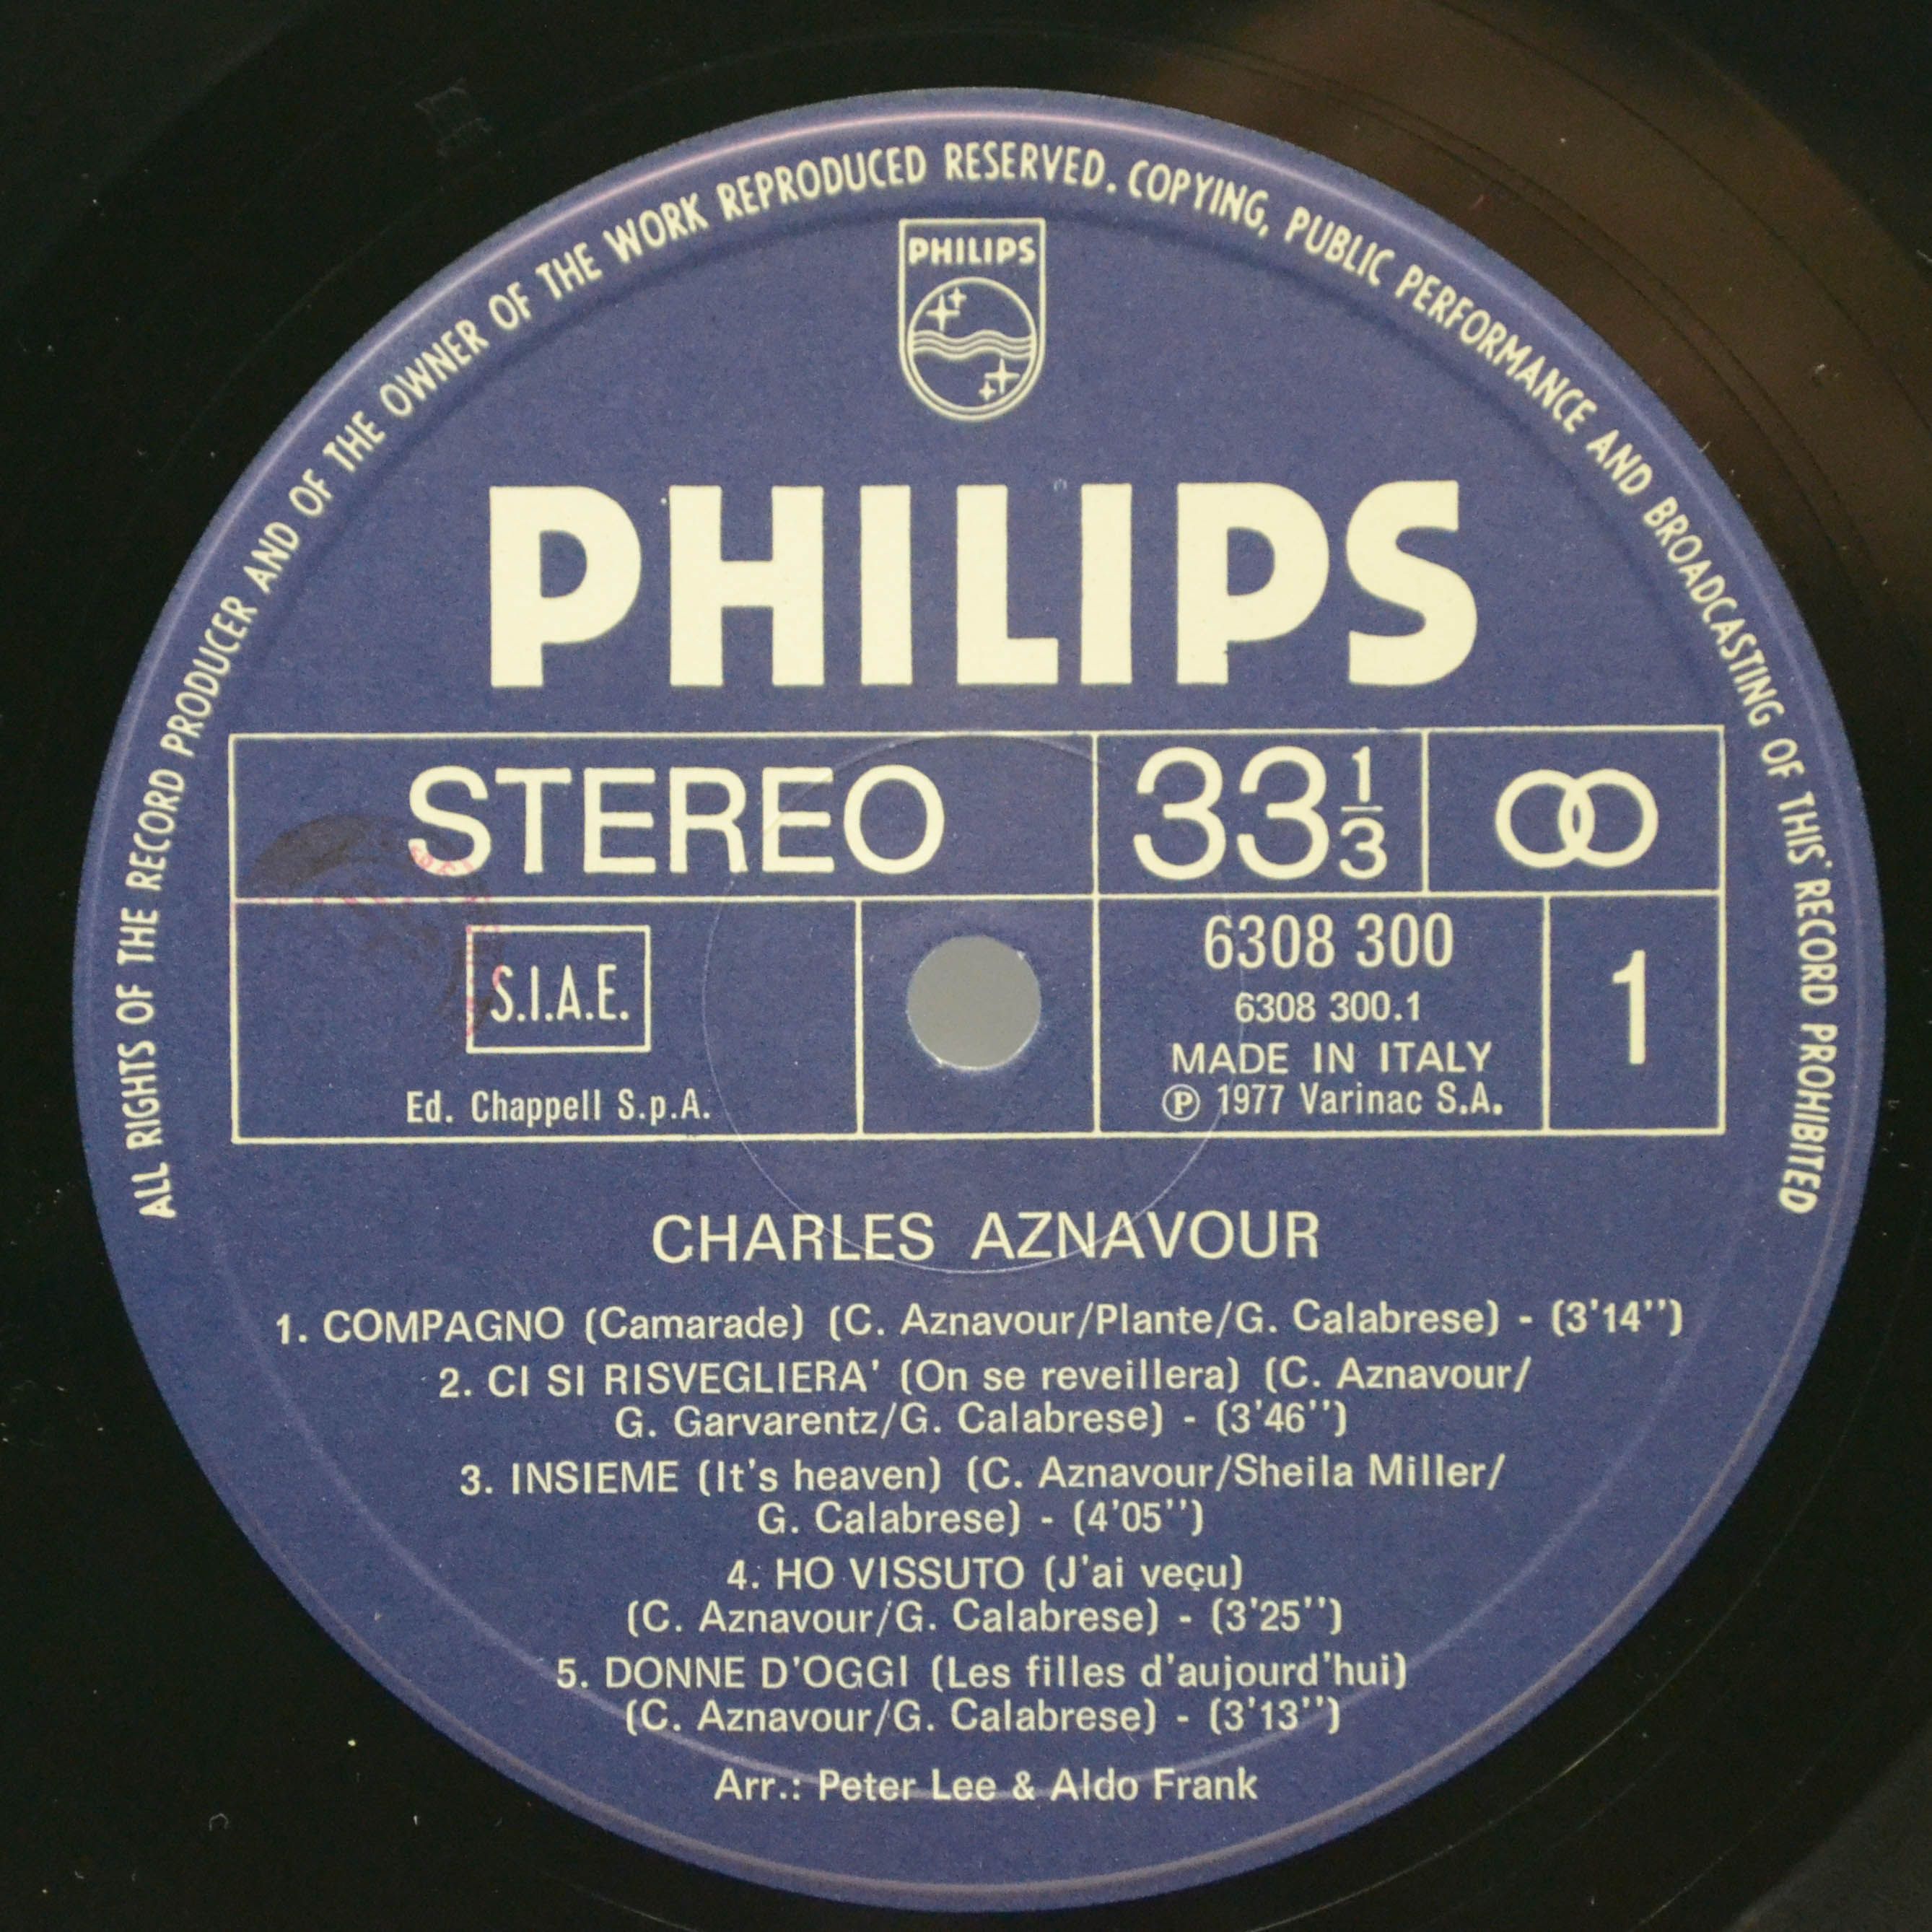 ALL RIGHTS OF THE RECORD PRODUCER AND OF THE OWNER OF THE WORK REPRODUCED RESERVED. COPYING, PUBLIC PERFORMANCE AND BROADCASTING OF THIS RECORD PROHIBITED
PHILIPS
PHILIPS
STEREO 33 1/3
S.I.A.E.
Ed. Chappell S.p.A.
6308 300
6308 300.1
MADE IN ITALY
Ⓟ 1977 Varinac S.A.
1
CHARLES AZNAVOUR
1. COMPAGNO (Camarade) (C. Aznavour/Plante/G. Calabrese) - (3'14'')
2. CI SI RISVEGLIERA' (On se reveillera) (C. Aznavour/
G. Garvarentz/G. Calabrese) - (3'46'')
3. INSIEME (It's heaven) (C. Aznavour/Sheila Miller/
G. Calabrese) - (4'05'')
4. HO VISSUTO (J'ai veçu)
(C. Aznavour/G. Calabrese) - (3'25'')
5. DONNE D'OGGI (Les filles d'aujourd'hui)
(C. Aznavour/G. Calabrese) - (3'13'')
Arr.: Peter Lee & Aldo Frank